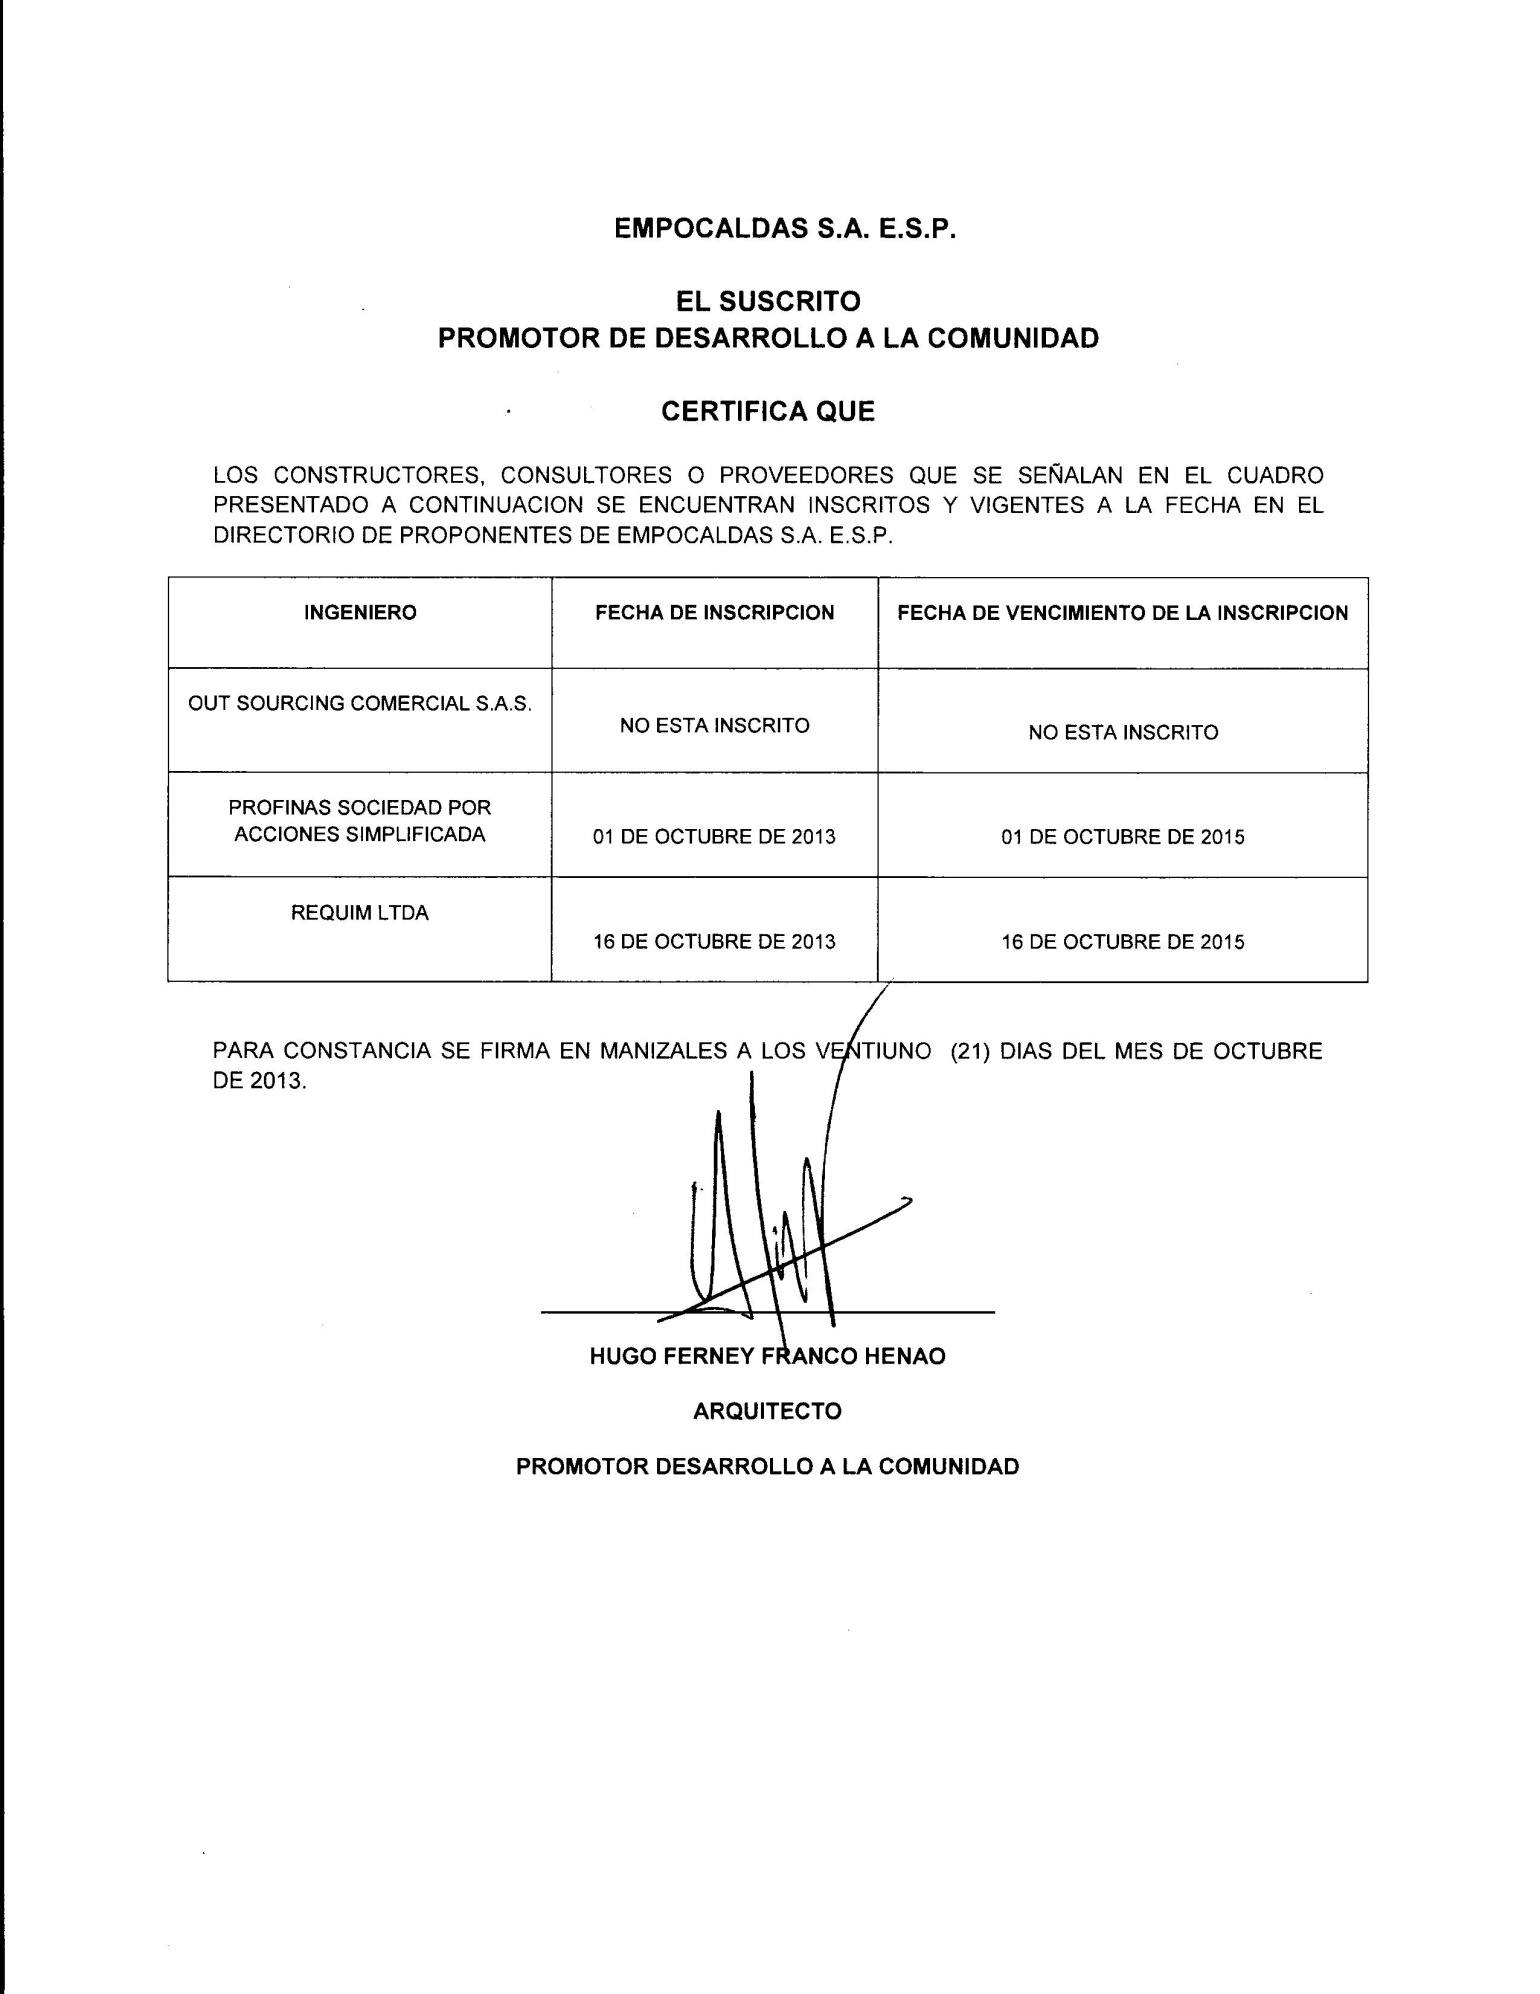 EMPOCALDAS S.A. E.S.P.
EL SUSCRITO
PROMOTOR DE DESARROLLO A LA COMUNIDAD
CERTIFICA QUE
LOS CONSTRUCTORES, CONSULTORES O PROVEEDORES QUE SE SEÑALAN EN EL CUADRO
PRESENTADO A CONTINUACION SE ENCUENTRAN INSCRITOS Y VIGENTES A LA FECHA EN EL
DIRECTORIO DE PROPONENTES DE EMPOCALDAS S.A. E.S.P.
INGENIERO FECHA DE INSCRIPCION FECHA DE VENCIMIENTO DE LA INSCRIPCION
OUT SOURCING COMERCIAL S.A.S. NO ESTA INSCRITO NO ESTA INSCRITO
PROFINAS SOCIEDAD POR
ACCIONES SIMPLIFICADA 01 DE OCTUBRE DE 2013 01 DE OCTUBRE DE 2015
REQUIM LTDA
16 DE OCTUBRE DE 2013 16 DE OCTUBRE DE 2015
PARA CONSTANCIA SE FIRMA EN MANIZALES A LOS VENTIUNO (21) DIAS DEL MES DE OCTUBRE
DE 2013.
HUGO FERNEY FRANCO HENAO
ARQUITECTO
PROMOTOR DESARROLLO A LA COMUNIDAD